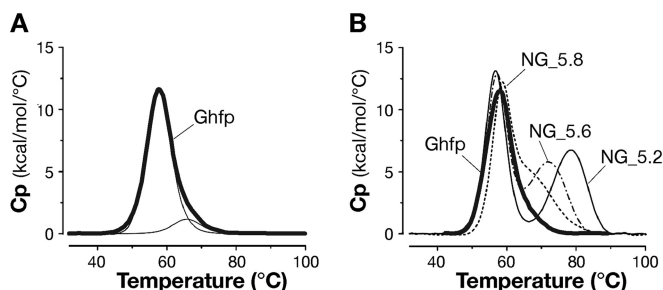 A
15
10
5
0
Cp (kcal/mol/°C)
Ghfp
40 60 80 100
Temperature (°C)
B
15
10
5
0
Cp (kcal/mol/°C)
NG_5.8
Ghfp
NG_5.6
NG_5.2
40 60 80 100
Temperature (°C)